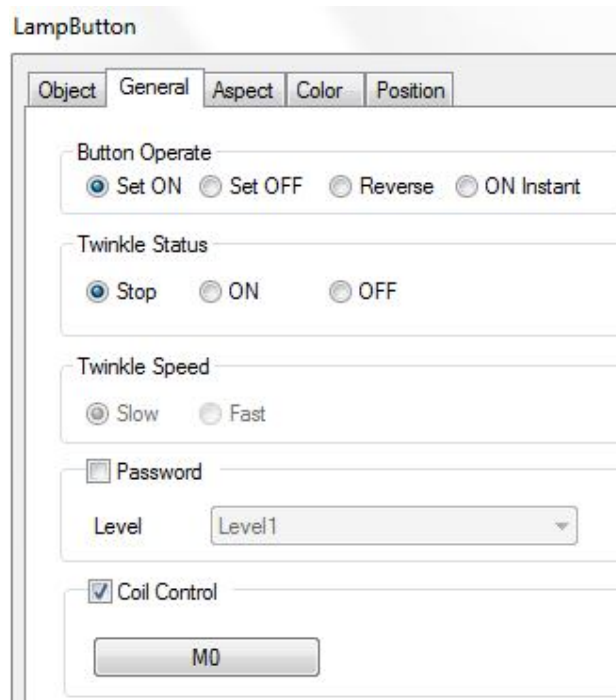 LampButton
Object General Aspect Color Position
Button Operate
Set ON Set OFF Reverse ON Instant
Twinkle Status
Stop ON OFF
Twinkle Speed
Slow Fast
Password
Level Level1
Coil Control
M0